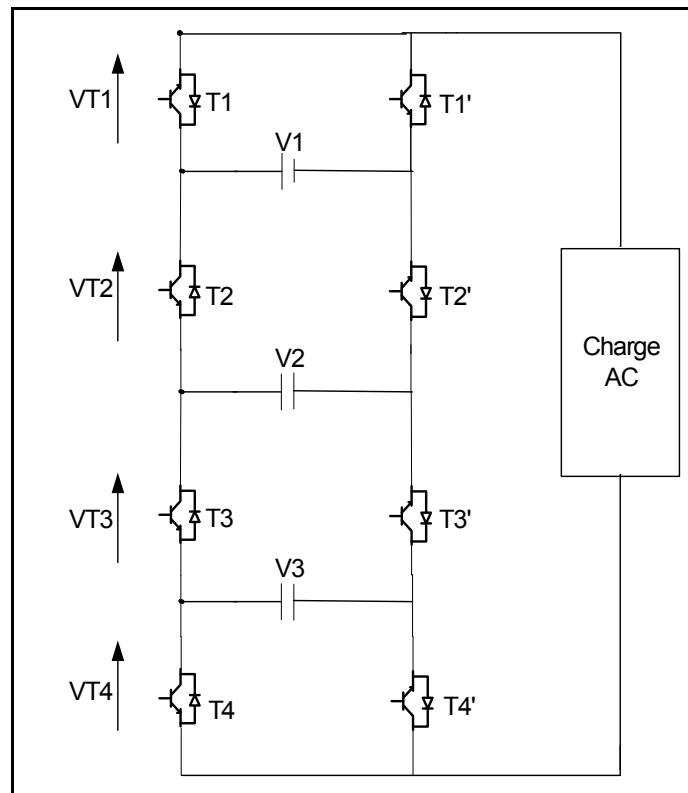 VT1
T1
T1'
V1
VT2
T2
T2'
Charge
AC
V2
VT3
T3
T3'
V3
VT4
T4
T4'